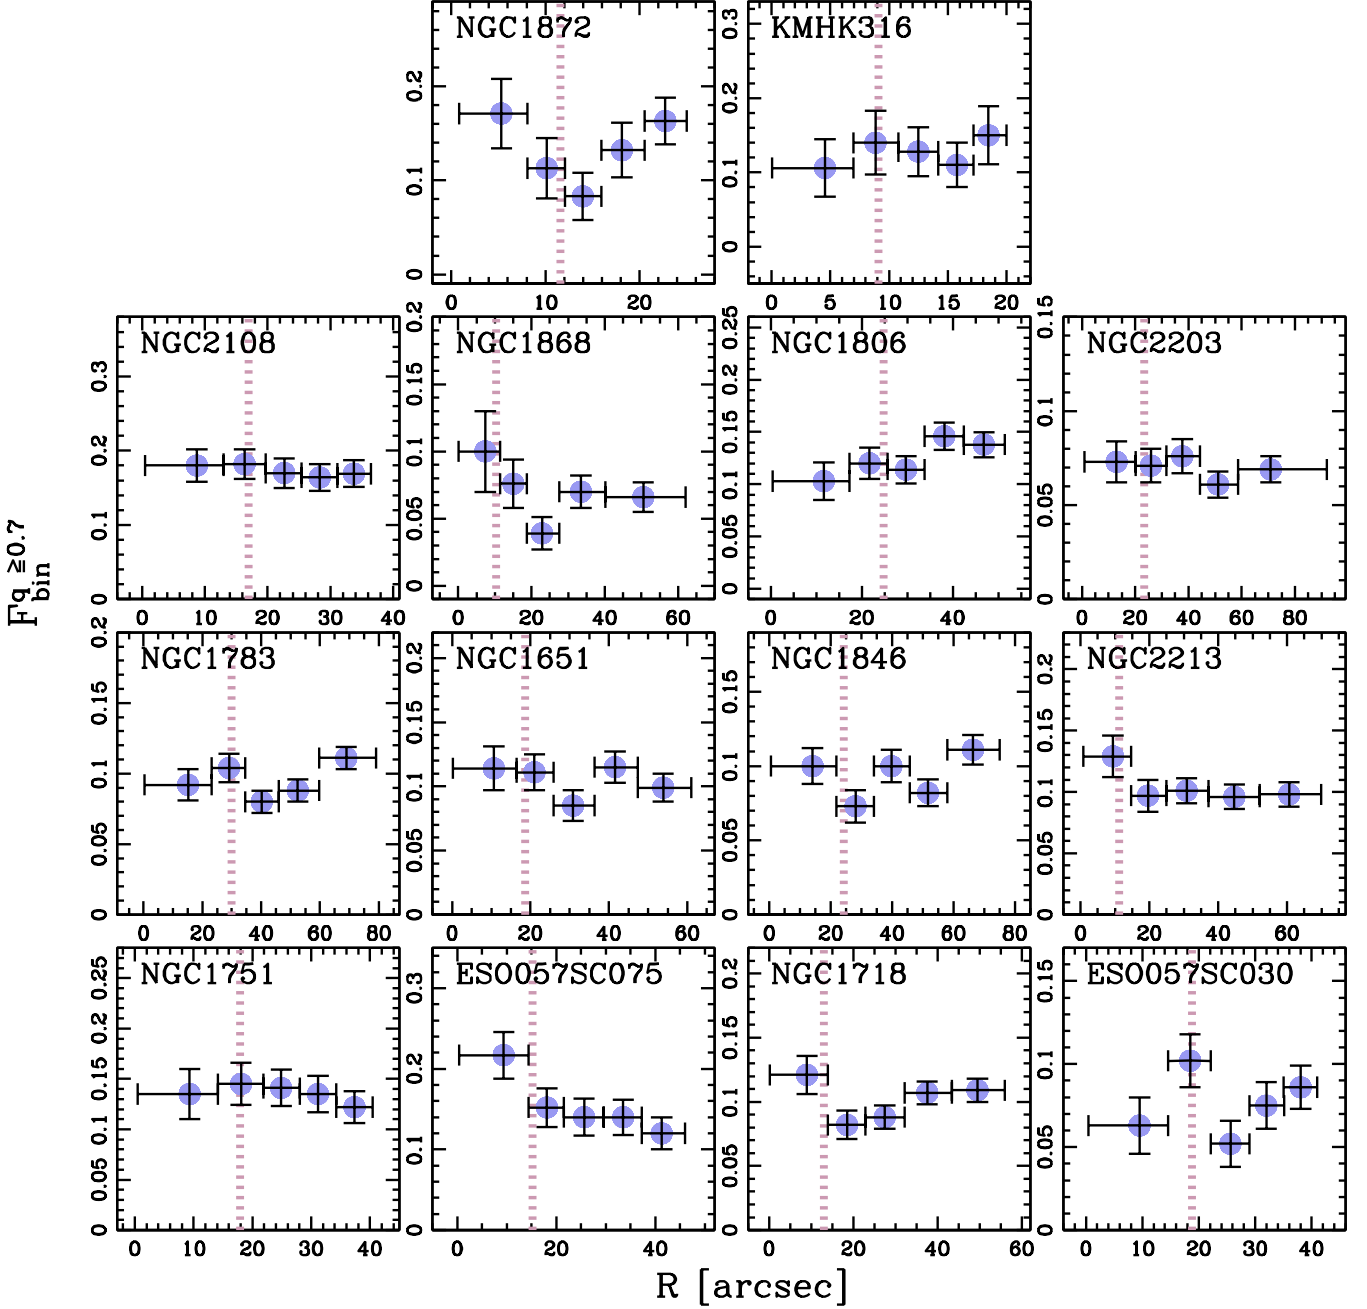 NGC1872 KMHK316
0.2 0.1 0
0.3 0.2 0.1 0
0 10 20
0 5 10 15 20
NGC2108 NGC1868 NGC1806 NGC2203
0.3 0.2 0.1 0
0.2 0.15 0.1 0.05 0
0.25 0.2 0.15 0.1 0.05 0
0.15 0.1 0.05 0
0 10 20 30 40
0 20 40 60
0 20 40
0 20 40 60 80
NGC1783 NGC1651 NGC1846 NGC2213
0.2 0.15 0.1 0.05 0
0.2 0.15 0.1 0.05 0
0.15 0.1 0.05 0
0.2 0.15 0.1 0.05 0
0 20 40 60 80
0 20 40 60
0 20 40 60 80
0 20 40 60
NGC1751 ESO057SC075 NGC1718 ESO057SC030
0.25 0.2 0.15 0.1 0.05 0
0.3 0.2 0.1 0
0.2 0.15 0.1 0.05 0
0.15 0.1 0.05 0
0 10 20 30 40
0 20 40
0 20 40 60
0 10 20 30 40
F bin q ≧0.7
R [arcsec]